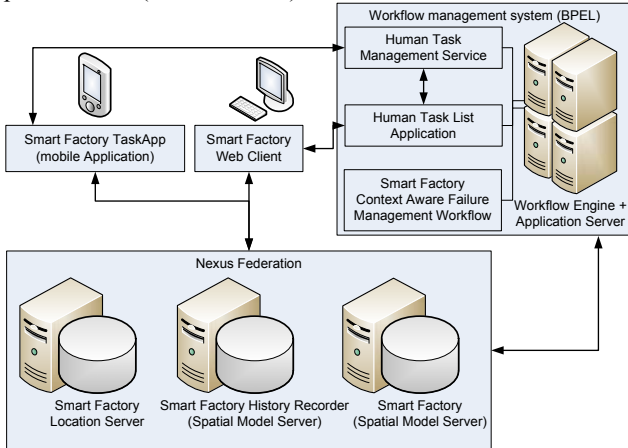 Workflow management system (BPEL)
Human Task
Management Service
Smart Factory TaskApp
(mobile Application)
Smart Factory
Web Client
Human Task List
Application
Smart Factory
Context Aware Failure
Management Workflow
Workflow Engine +
Application Server
Nexus Federation
Smart Factory
Location Server
Smart Factory History Recorder
(Spatial Model Server)
Smart Factory
(Spatial Model Server)